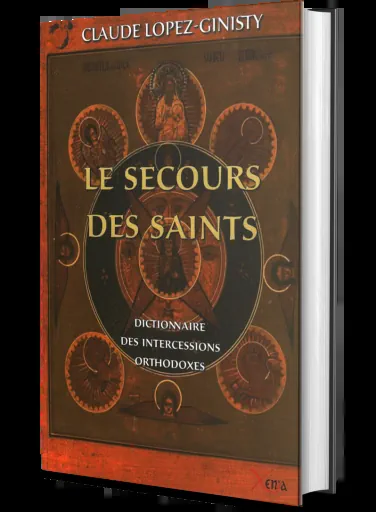 CLAUDE LOPEZ-GINISTY
LE SECOURS
DES SAINTS
DICTIONNAIRE
DES INTERCESSIONS
ORTHODOXES